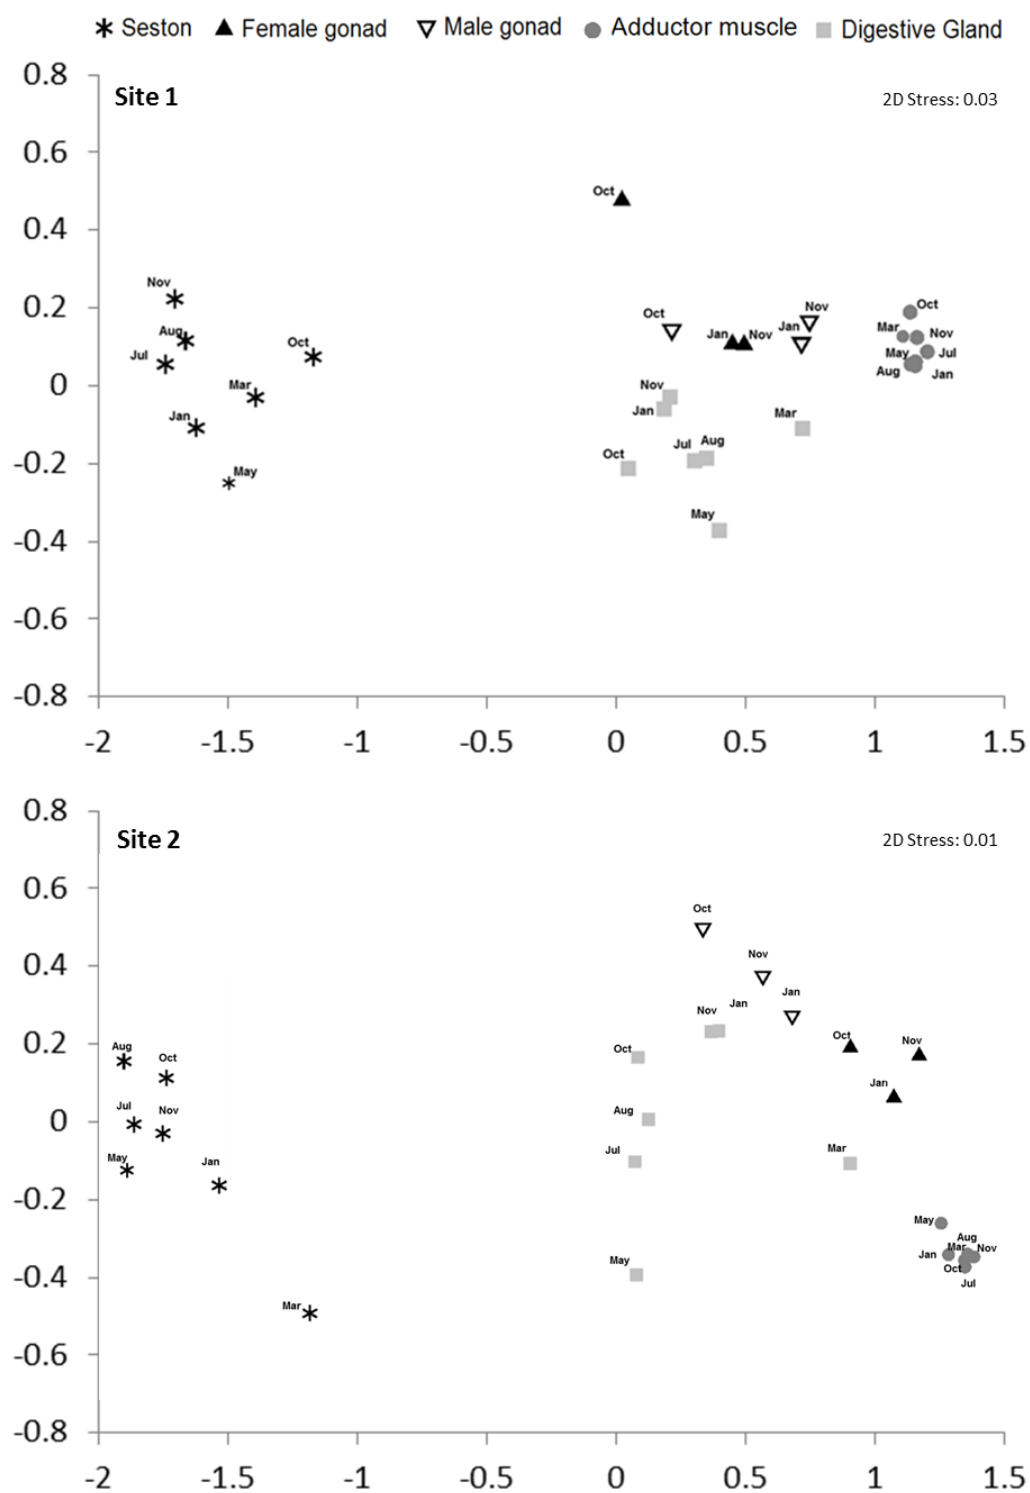 Seston Female gonad Male gonad Adductor muscle Digestive Gland
0.8
Site 1
2D Stress: 0.03
0.6
Oct
0.4
Nov
0.2
Oct
Nov
Oct
Aug
Jan
Nov
Jan
Mar
Nov
Jul
Oct
May
Jul
Aug
Jan
0
Mar
Nov
Jan
Jan
Mar
-0.2
May
Oct
Jul
Aug
May
-0.4
-0.6
-0.8
-2 -1.5 -1 -0.5 0 0.5 1 1.5
0.8
Site 2
2D Stress: 0.01
0.6
Oct
0.4
Nov
Jan
Jan
Nov
0.2
Aug
Oct
Oct
Oct
Nov
Jan
Jul
Nov
Aug
0
May
Jan
Jul
Mar
-0.2
May
May
Aug
Jan
Mar
Nov
Oct
Jul
-0.4
Mar
-0.6
-0.8
-2 -1.5 -1 -0.5 0 0.5 1 1.5